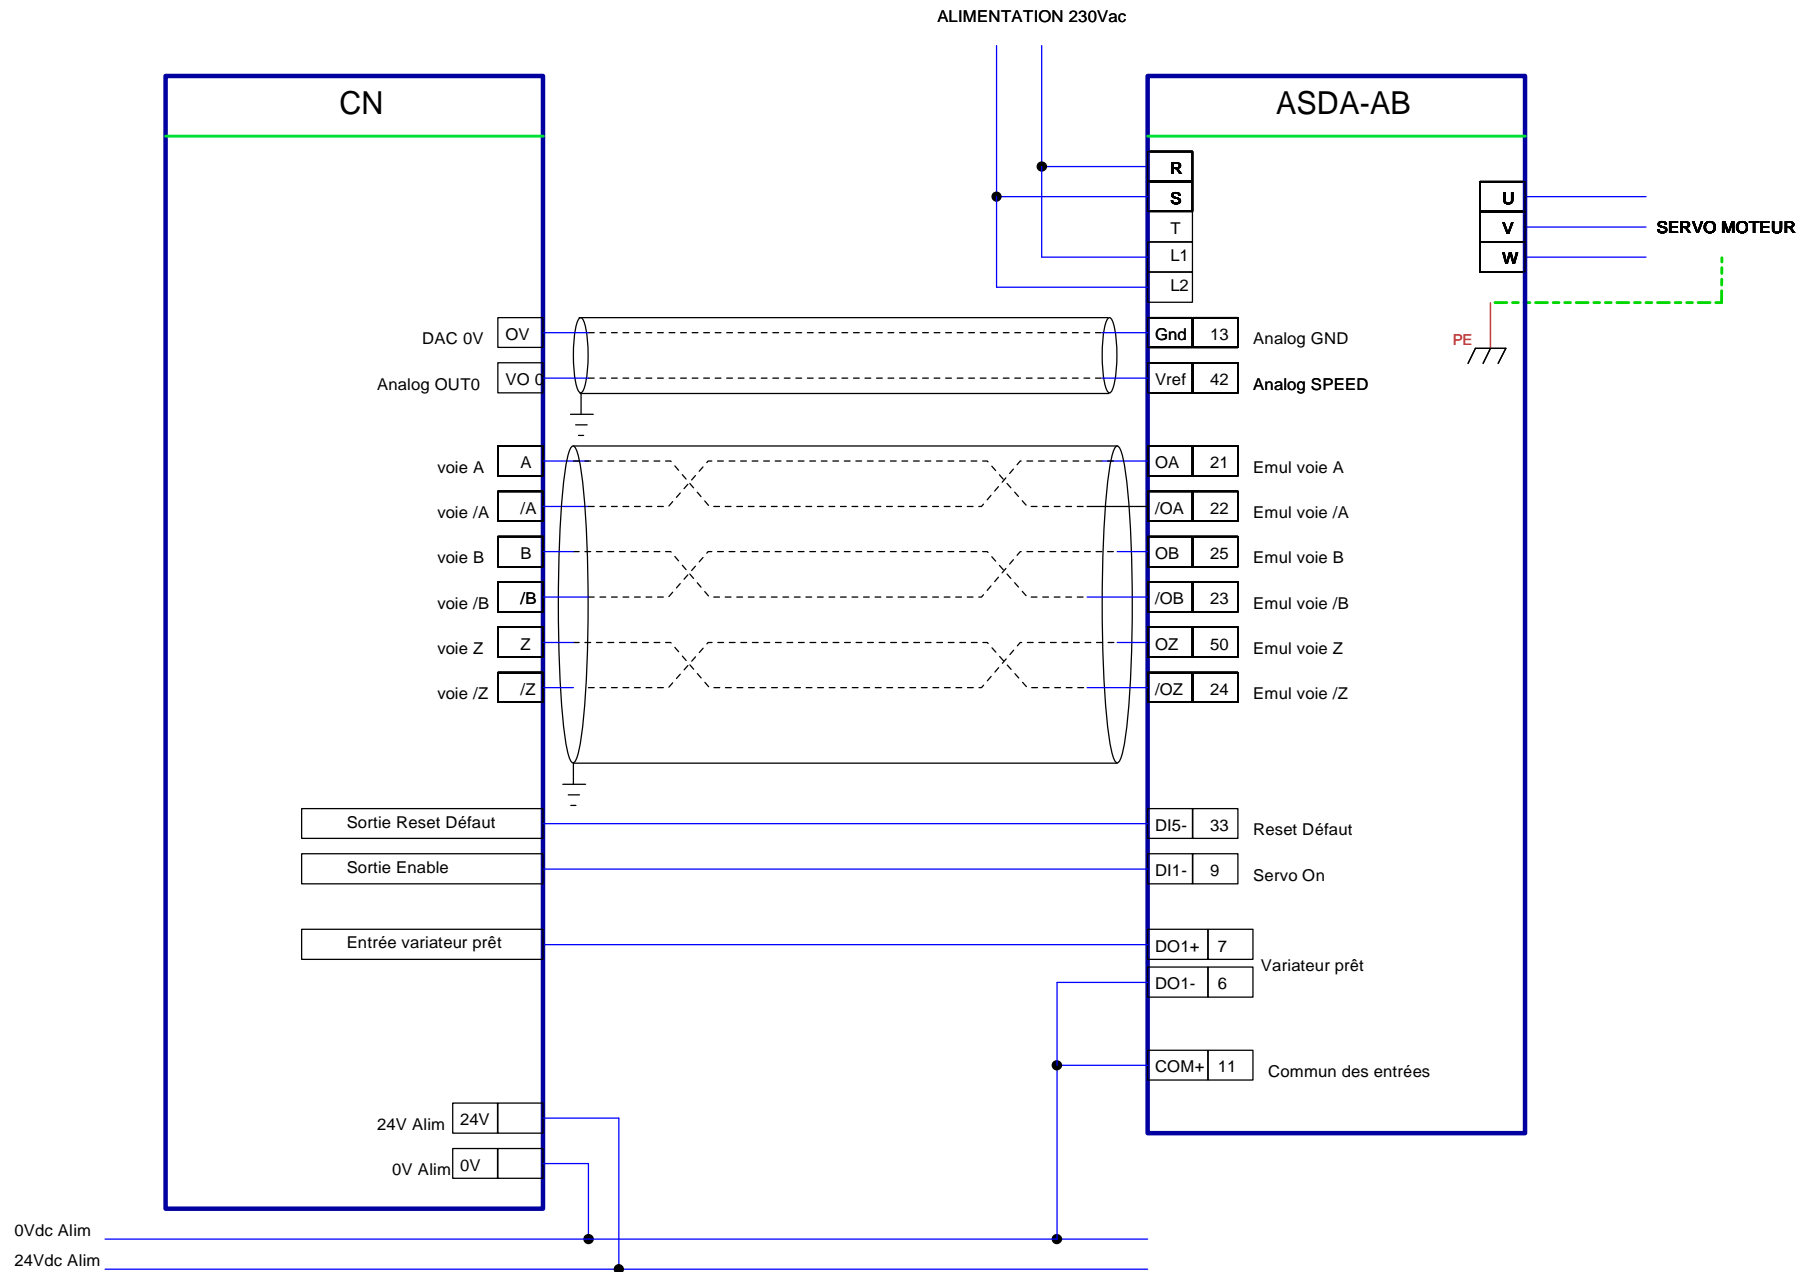 ALIMENTATION 230Vac
CN
ASDA-AB
R
S
T
L1
L2
U
V
W
SERVO MOTEUR
PE
DAC 0V OV
Gnd 13 Analog GND
Analog OUT0 VO 0
Vref 42 Analog SPEED
voie A A
OA 21 Emul voie A
voie /A /A
/OA 22 Emul voie /A
voie B B
OB 25 Emul voie B
voie /B /B
/OB 23 Emul voie /B
voie Z Z
OZ 50 Emul voie Z
voie /Z /Z
/OZ 24 Emul voie /Z
Sortie Reset Défaut
DI5- 33 Reset Défaut
Sortie Enable
DI1- 9 Servo On
Entrée variateur prêt
DO1+ 7
Variateur prêt
DO1- 6
COM+ 11 Commun des entrées
24V Alim 24V
0V Alim 0V
0Vdc Alim
24Vdc Alim